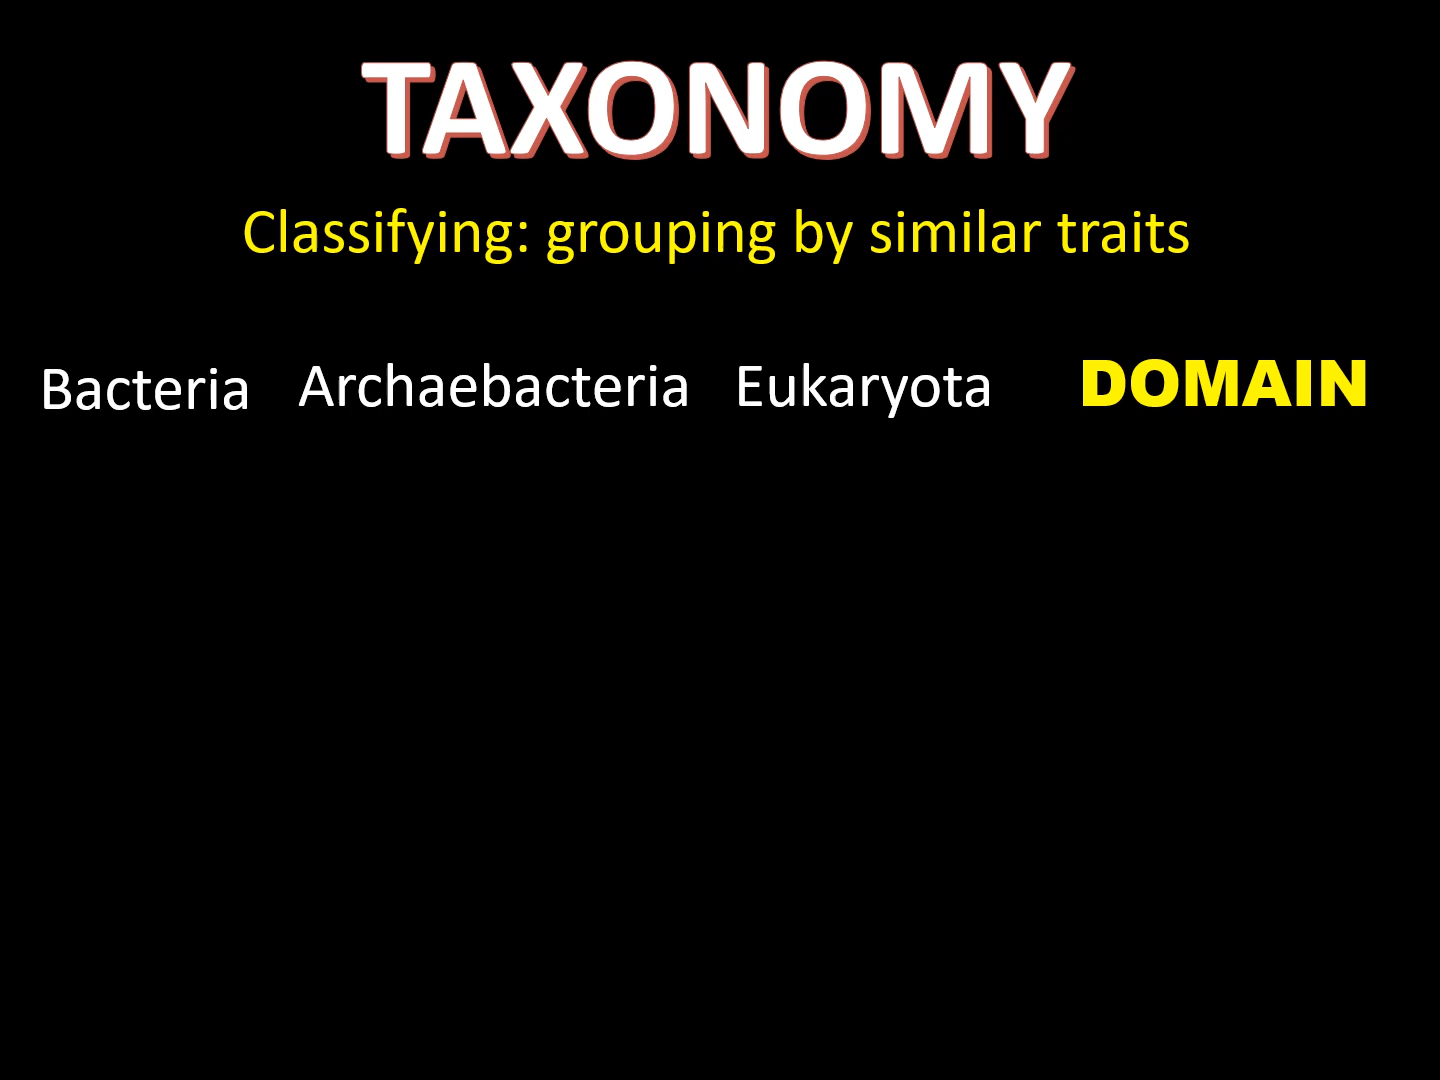 TAXONOMY
Classifying: grouping by similar traits
Bacteria Archaebacteria Eukaryota DOMAIN